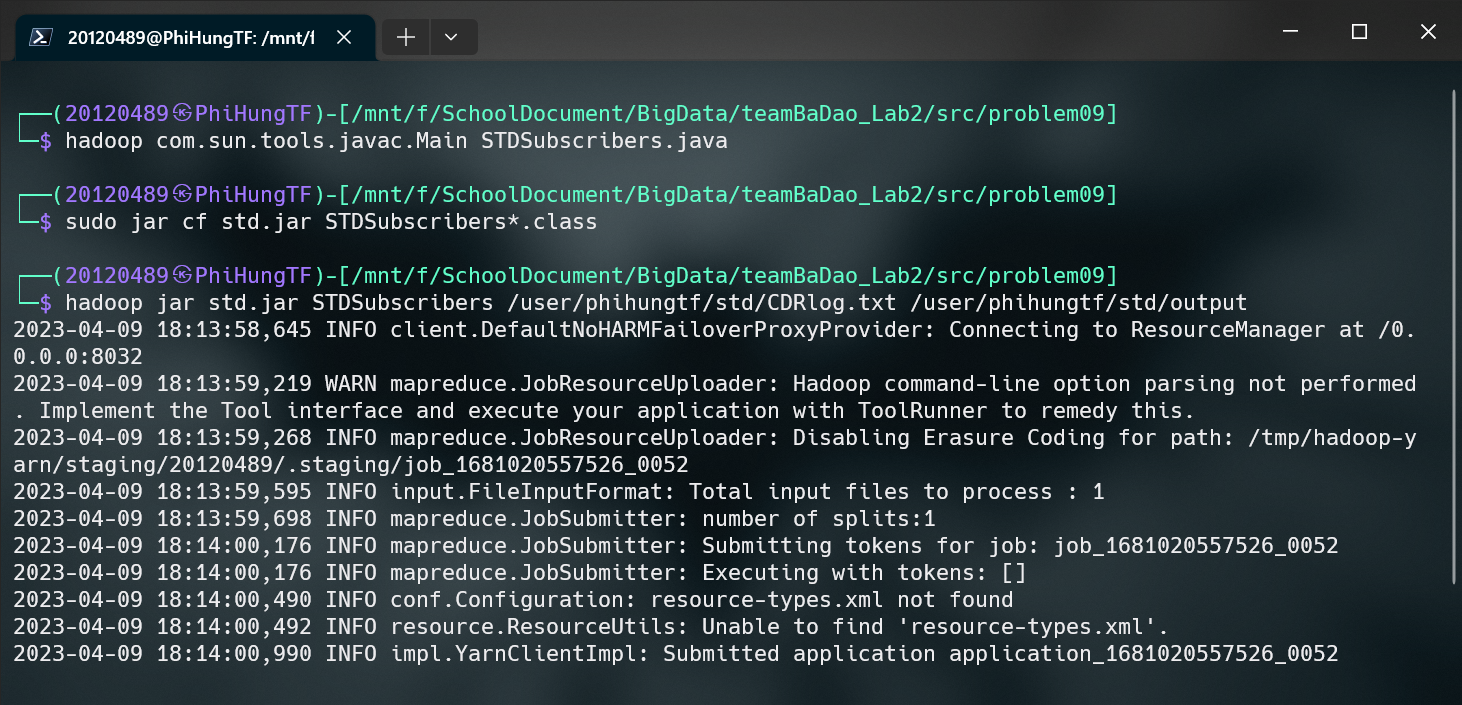 20120489@PhiHungTF: /mnt/f
┌──(20120489㉿PhiHungTF)-[/mnt/f/SchoolDocument/BigData/teamBaDao_Lab2/src/problem09]
└─$ hadoop com.sun.tools.javac.Main STDSubscribers.java
┌──(20120489㉿PhiHungTF)-[/mnt/f/SchoolDocument/BigData/teamBaDao_Lab2/src/problem09]
└─$ sudo jar cf std.jar STDSubscribers*.class
┌──(20120489㉿PhiHungTF)-[/mnt/f/SchoolDocument/BigData/teamBaDao_Lab2/src/problem09]
└─$ hadoop jar std.jar STDSubscribers /user/phihungtf/std/CDRlog.txt /user/phihungtf/std/output
2023-04-09 18:13:58,645 INFO client.DefaultNoHARMFailoverProxyProvider: Connecting to ResourceManager at /0.
0.0.0:8032
2023-04-09 18:13:59,219 WARN mapreduce.JobResourceUploader: Hadoop command-line option parsing not performed
. Implement the Tool interface and execute your application with ToolRunner to remedy this.
2023-04-09 18:13:59,268 INFO mapreduce.JobResourceUploader: Disabling Erasure Coding for path: /tmp/hadoop-y
arn/staging/20120489/.staging/job_1681020557526_0052
2023-04-09 18:13:59,595 INFO input.FileInputFormat: Total input files to process : 1
2023-04-09 18:13:59,698 INFO mapreduce.JobSubmitter: number of splits:1
2023-04-09 18:14:00,176 INFO mapreduce.JobSubmitter: Submitting tokens for job: job_1681020557526_0052
2023-04-09 18:14:00,176 INFO mapreduce.JobSubmitter: Executing with tokens: []
2023-04-09 18:14:00,490 INFO conf.Configuration: resource-types.xml not found
2023-04-09 18:14:00,492 INFO resource.ResourceUtils: Unable to find 'resource-types.xml'.
2023-04-09 18:14:00,990 INFO impl.YarnClientImpl: Submitted application application_1681020557526_0052